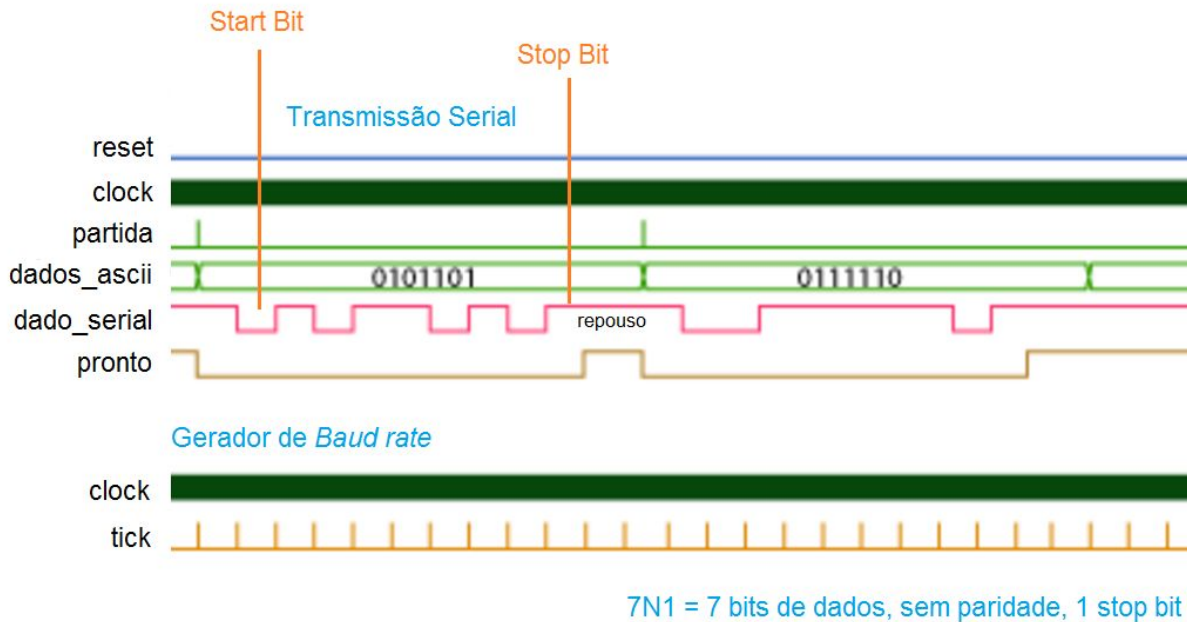 Start Bit
Stop Bit
Transmissão Serial
reset
clock
partida
dados_ascii
0101101
0111110
dado_serial
repouso
pronto
Gerador de Baud rate
clock
tick
7N1 = 7 bits de dados, sem paridade, 1 stop bit